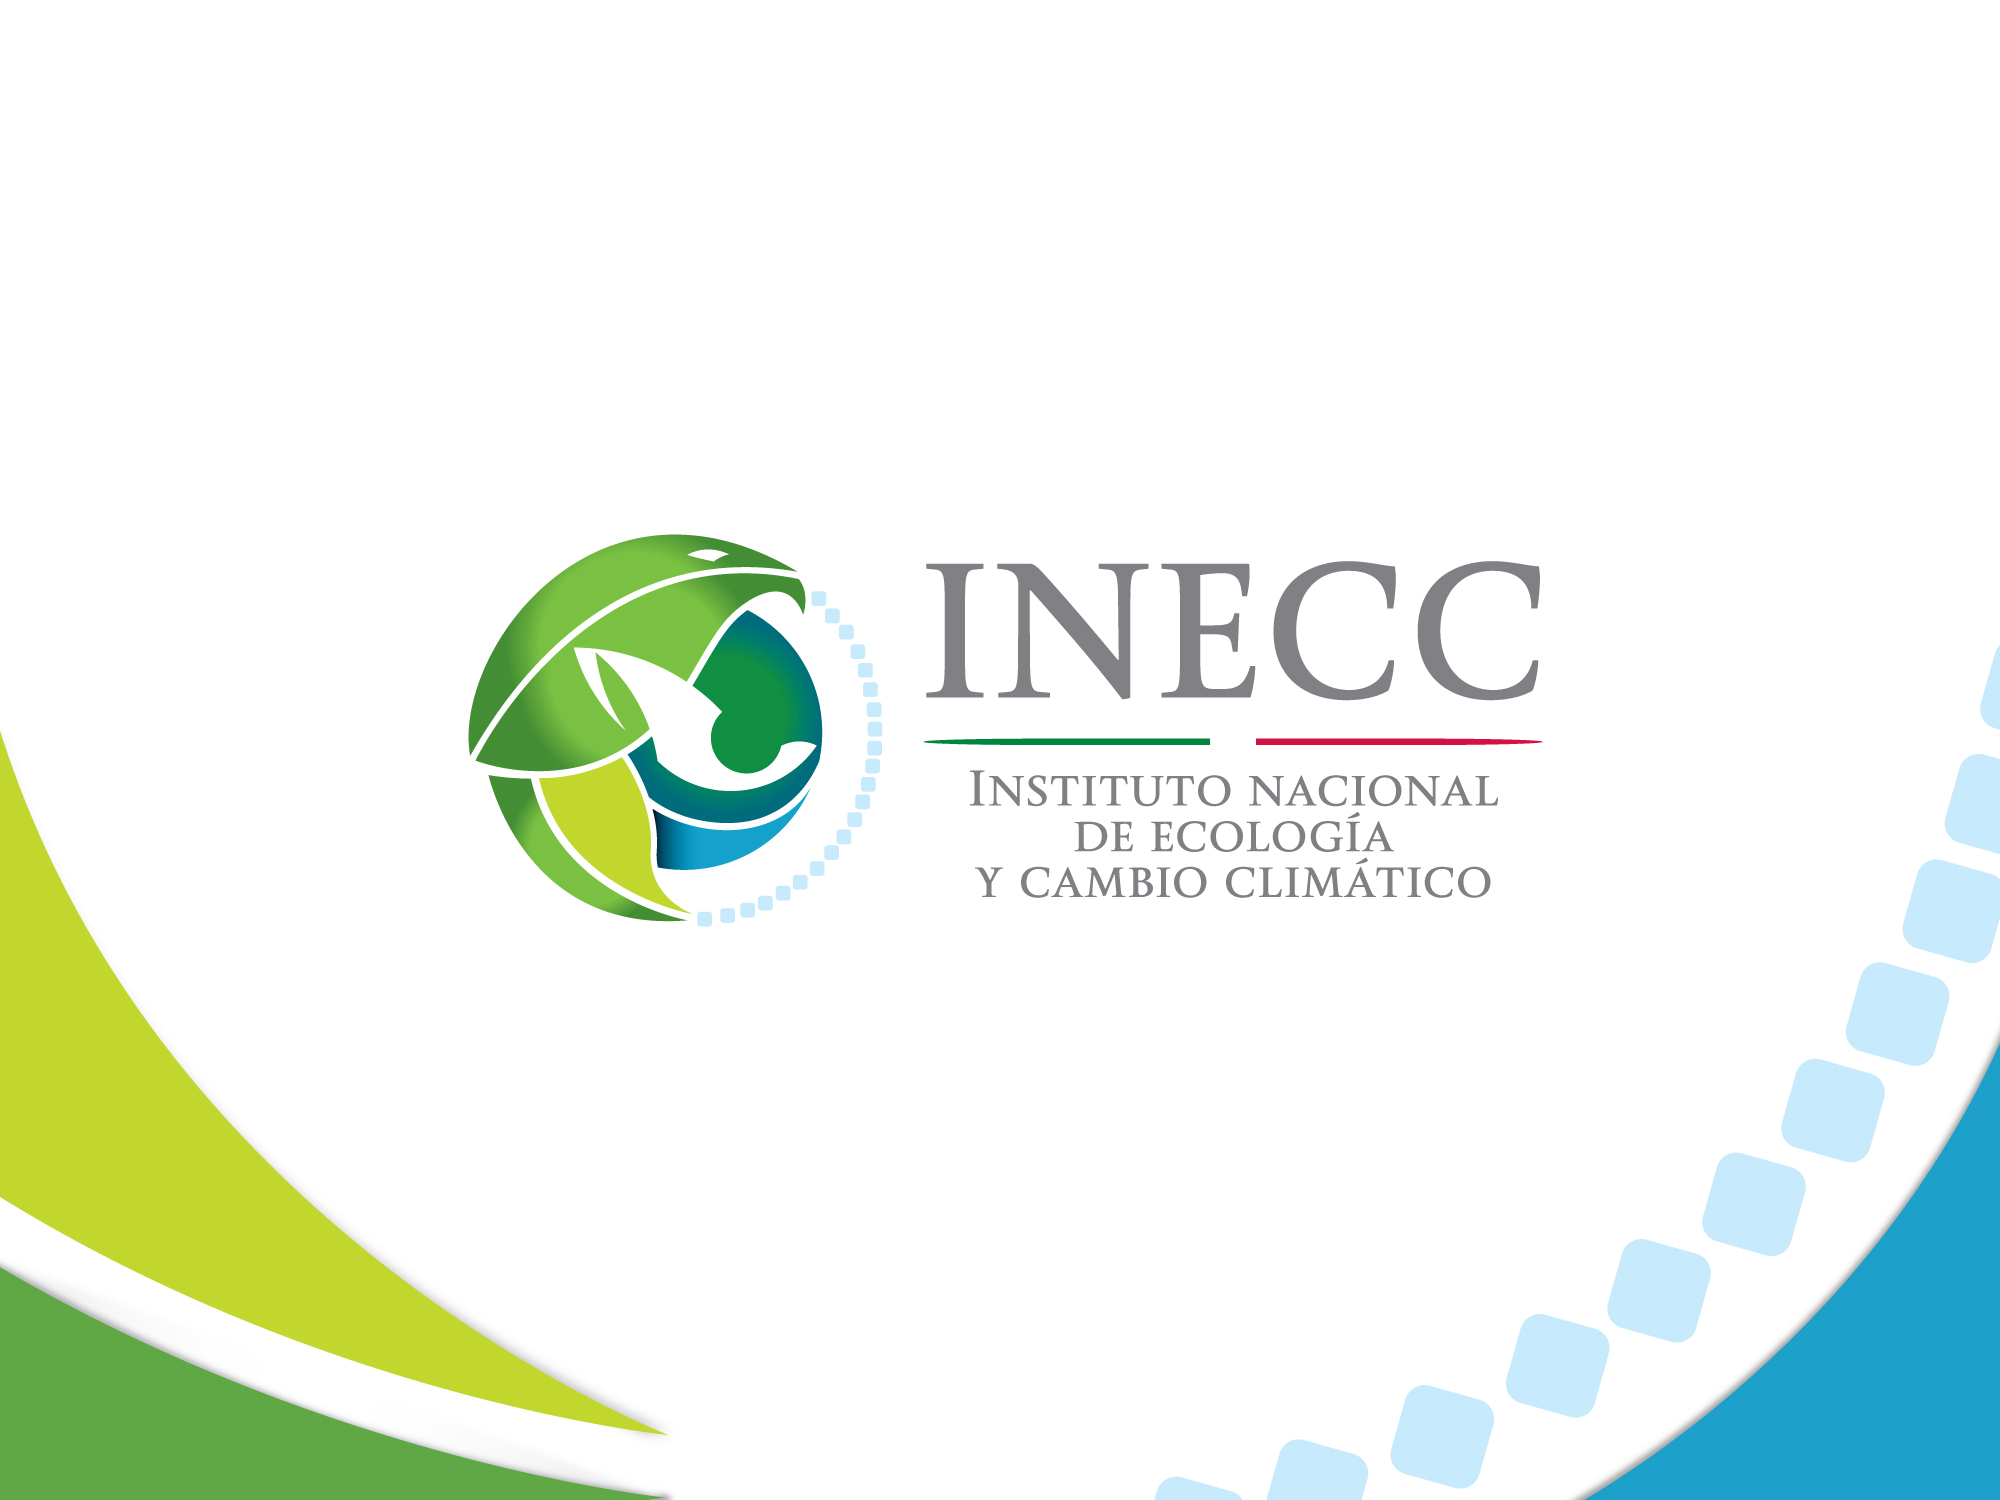 INECC
INSTITUTO NACIONAL
DE ECOLOGÍA
Y CAMBIO CLIMÁTICO